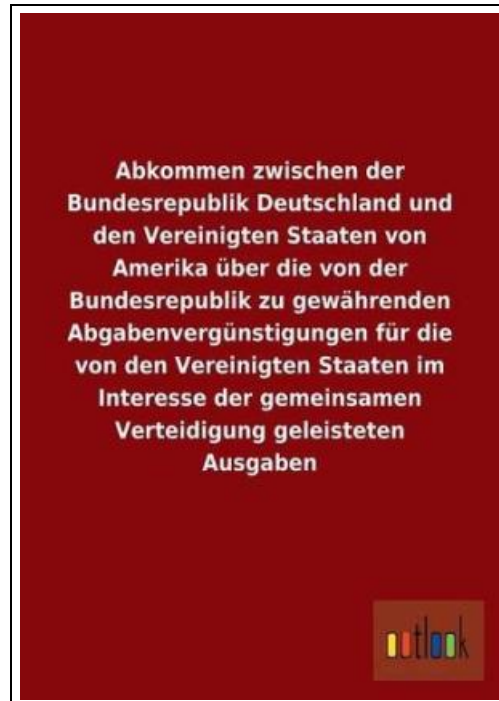 Abkommen zwischen der
Bundesrepublik Deutschland und
den Vereinigten Staaten von
Amerika über die von der
Bundesrepublik zu gewährenden
Abgabenvergünstigungen für die
von den Vereinigten Staaten im
Interesse der gemeinsamen
Verteidigung geleisteten
Ausgaben
outlook